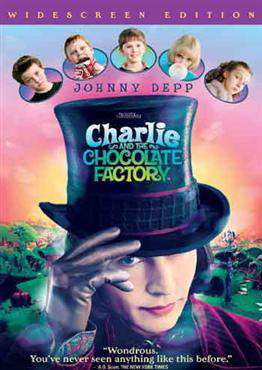 WIDESCREEN EDITION
JOHNNY DEPP
Charlie
AND THE
CHOCOLATE
FACTORY.
"Wondrous.
You've never seen anything like this before."
A.O. Scott, THE NEW YORK TIMES